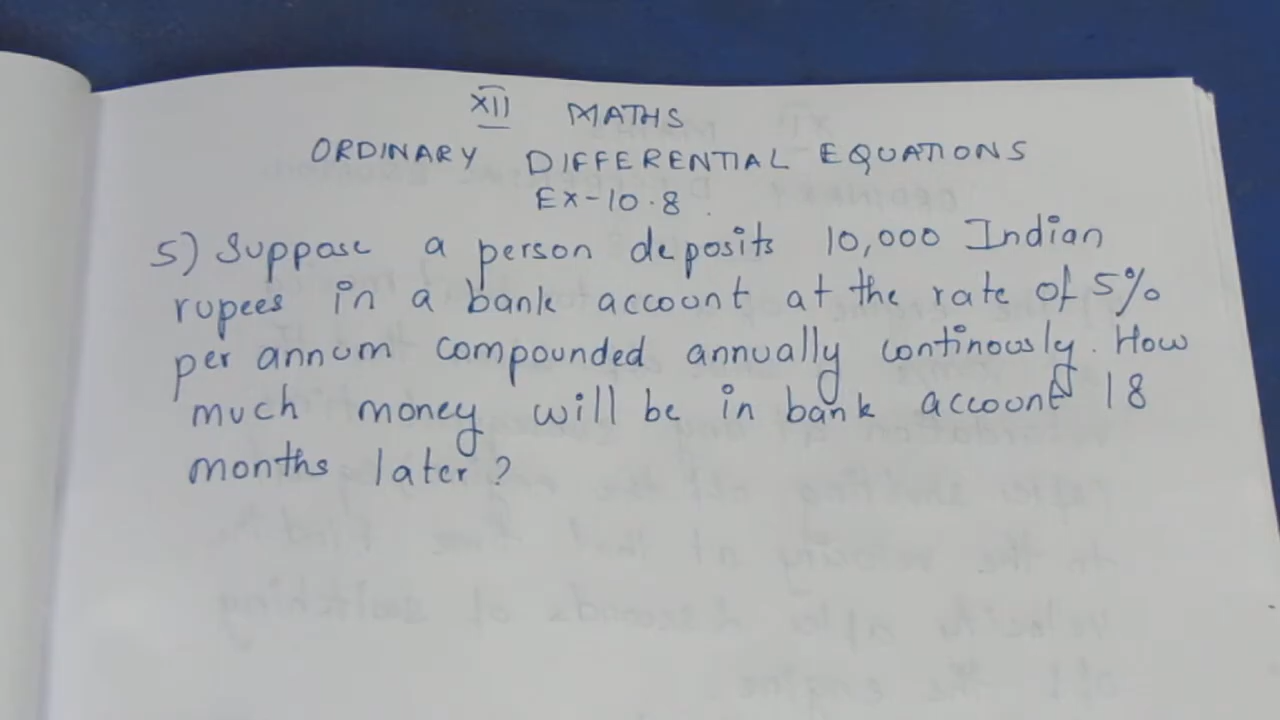 XII MATHS
ORDINARY DIFFERENTIAL EQUATIONS
Ex-10.8
5) Suppose a person deposits 10,000 Indian
rupees in a bank account at the rate of 5%
per annum compounded annually continously. How
much money will be in bank account 18
months later?